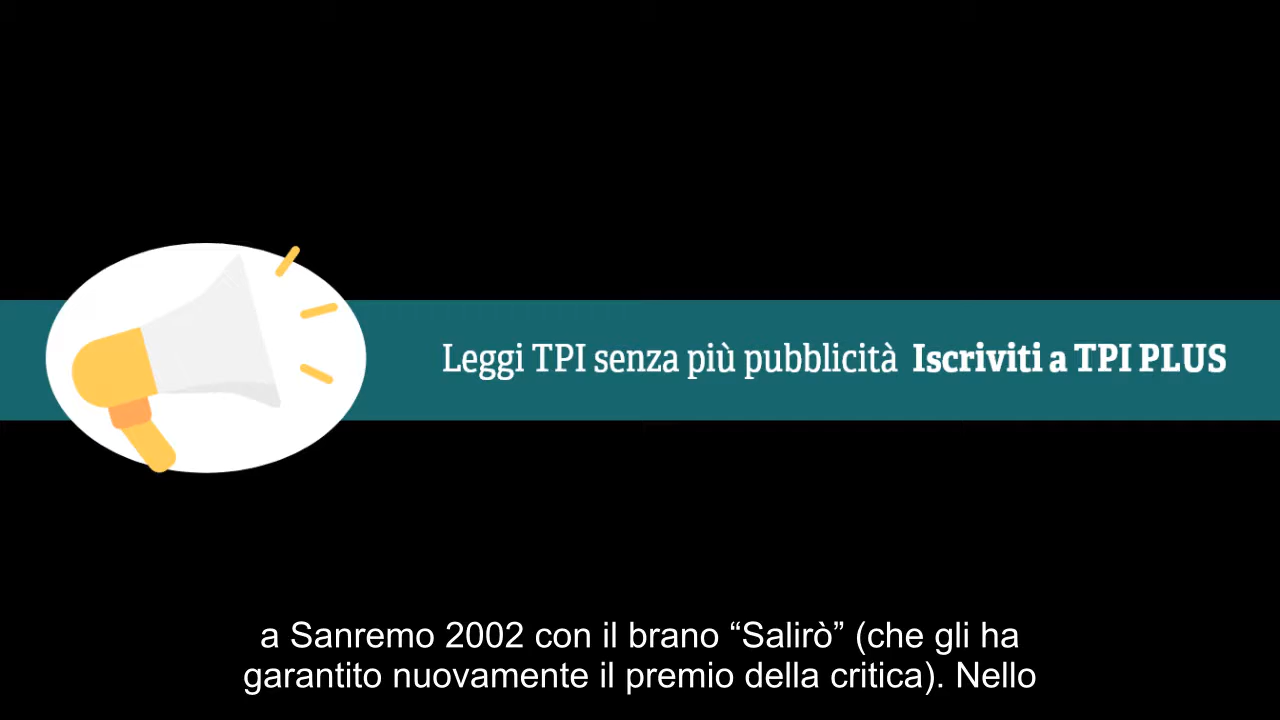 Leggi TPI senza più pubblicità Iscriviti a TPI PLUS
a Sanremo 2002 con il brano “Salirò” (che gli ha
garantito nuovamente il premio della critica). Nello